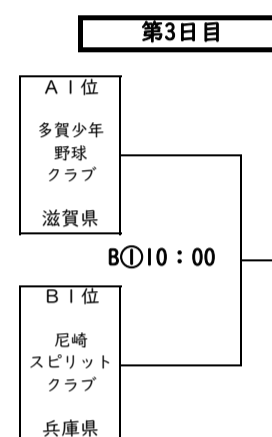 第3日目
A1位
多賀少年
野球
クラブ
滋賀県
B①10：00
B1位
尼崎
スピリット
クラブ
兵庫県